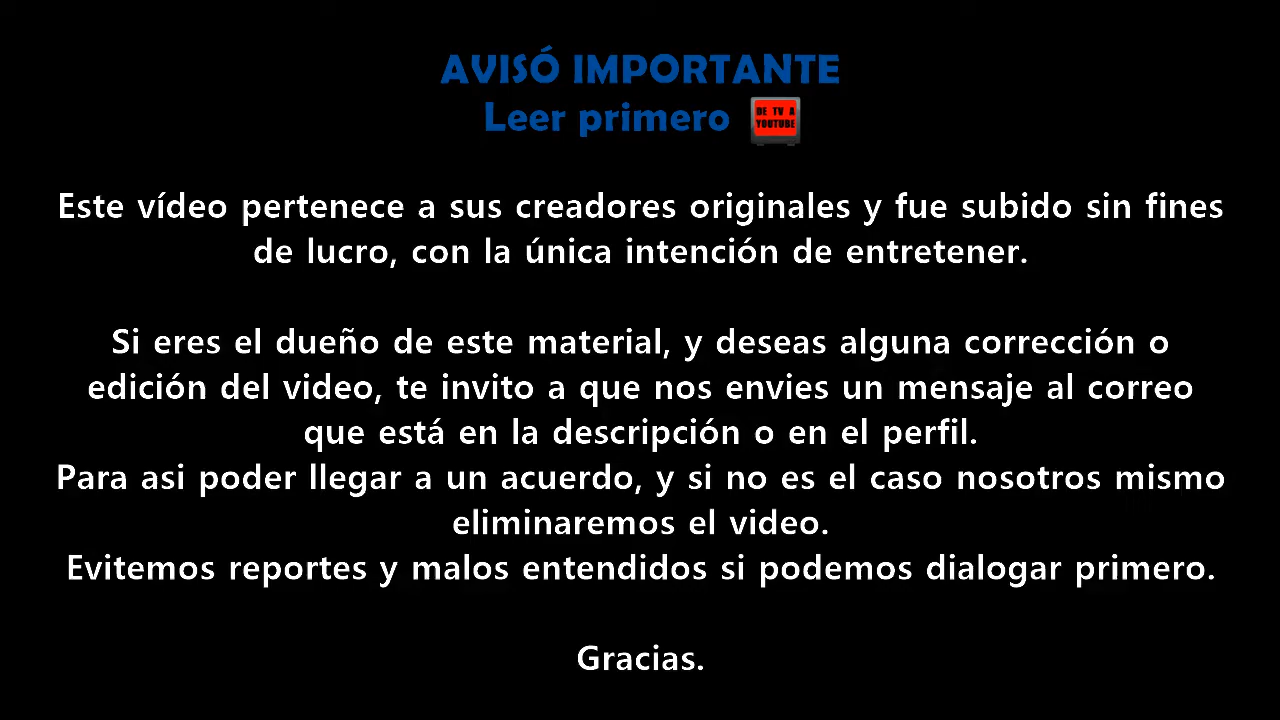 AVISÓ IMPORTANTE
Leer primero
DE TV A
YOUTUBE
Este vídeo pertenece a sus creadores originales y fue subido sin fines
de lucro, con la única intención de entretener.
Si eres el dueño de este material, y deseas alguna corrección o
edición del video, te invito a que nos envies un mensaje al correo
que está en la descripción o en el perfil.
Para asi poder llegar a un acuerdo, y si no es el caso nosotros mismo
eliminaremos el video.
Evitemos reportes y malos entendidos si podemos dialogar primero.
Gracias.